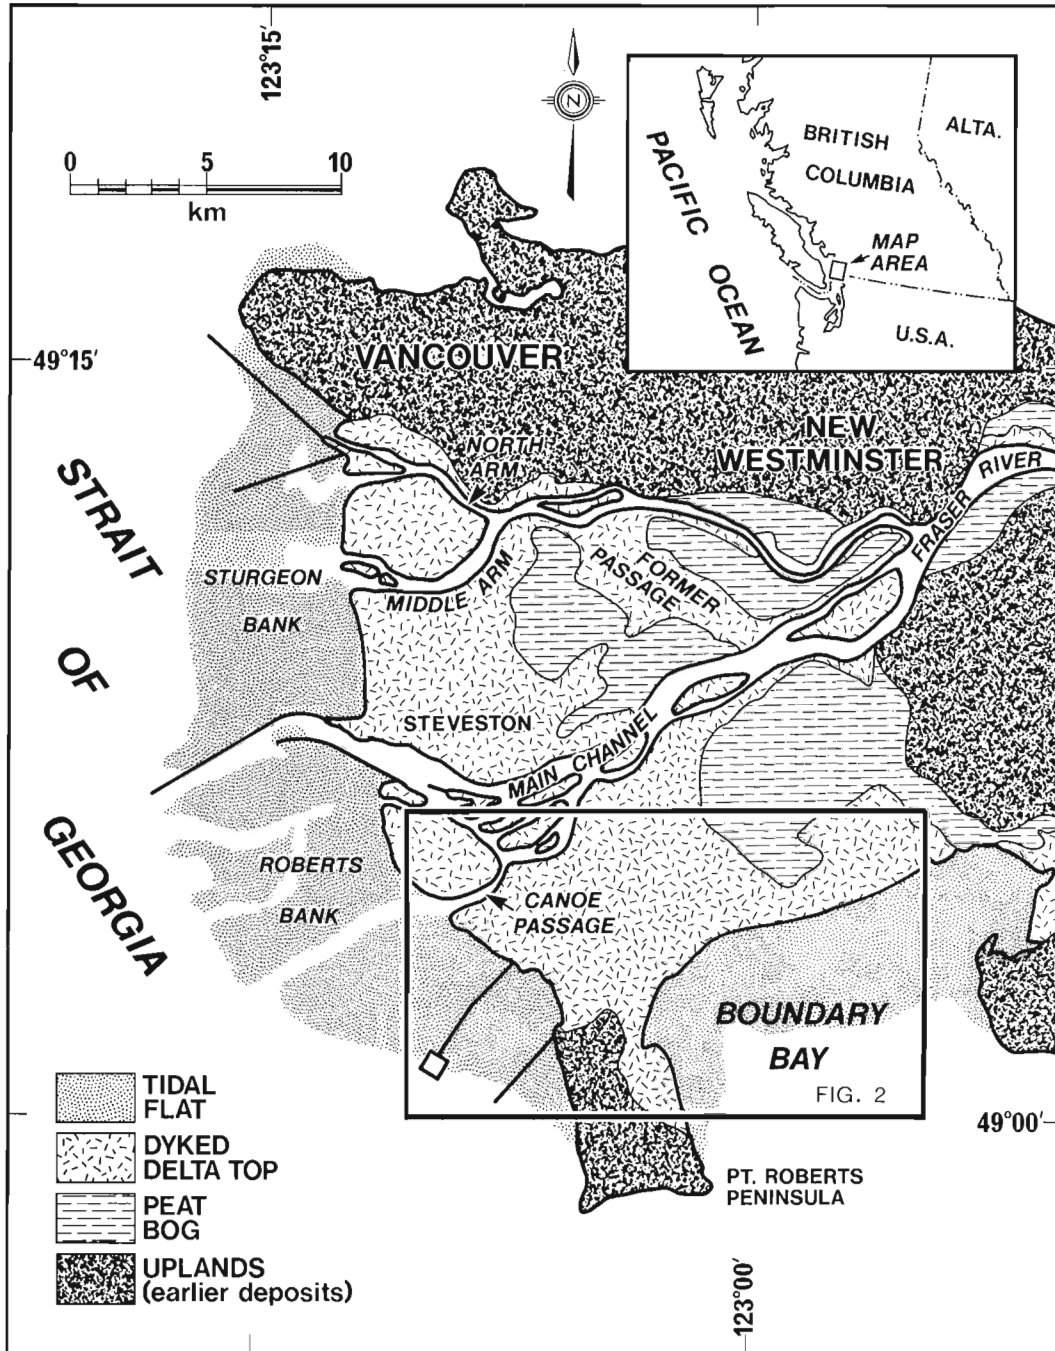 123°15′
N
0 5 10
km
PACIFIC OCEAN
BRITISH
COLUMBIA
ALTA.
MAP
AREA
U.S.A.
49°15′
VANCOUVER
NEW
WESTMINSTER
NORTH
ARM
FRASER RIVER
STRAIT OF GEORGIA
STURGEON
BANK
MIDDLE ARM
FORMER
PASSAGE
STEVESTON
MAIN CHANNEL
ROBERTS
BANK
CANOE
PASSAGE
BOUNDARY
BAY
FIG. 2
49°00′
PT. ROBERTS
PENINSULA
TIDAL
FLAT
DYKED
DELTA TOP
PEAT
BOG
UPLANDS
(earlier deposits)
123°00′